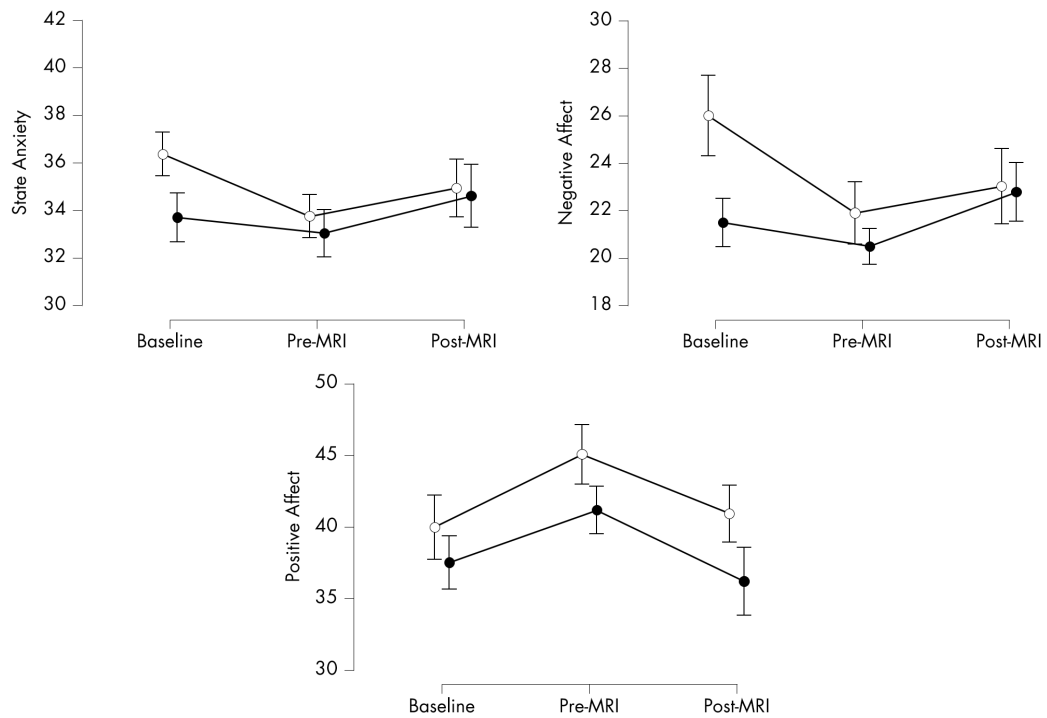 State Anxiety
42
40
38
36
34
32
30
Baseline
Pre-MRI
Post-MRI
Negative Affect
30
28
26
24
22
20
18
Baseline
Pre-MRI
Post-MRI
Positive Affect
50
45
40
35
30
Baseline
Pre-MRI
Post-MRI